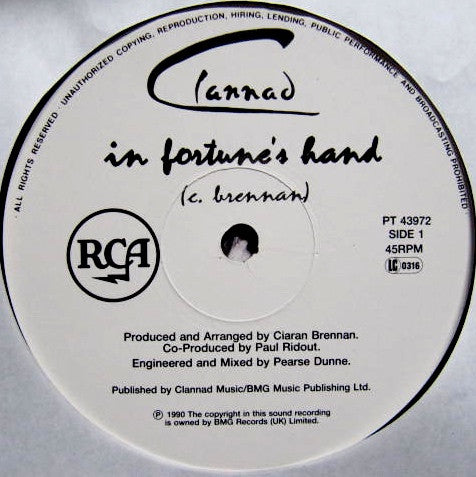 ALL RIGHTS RESERVED · UNAUTHORIZED COPYING, REPRODUCTION, HIRING, LENDING, PUBLIC PERFORMANCE AND BROADCASTING PROHIBITED
Clannad
in fortune's hand
(c. brennan)
RCA
PT 43972
SIDE 1
45RPM
LC 0316
Produced and Arranged by Ciaran Brennan.
Co-Produced by Paul Ridout.
Engineered and Mixed by Pearse Dunne.
Published by Clannad Music/BMG Music Publishing Ltd.
℗ 1990 The copyright in this sound recording
is owned by BMG Records (UK) Limited.